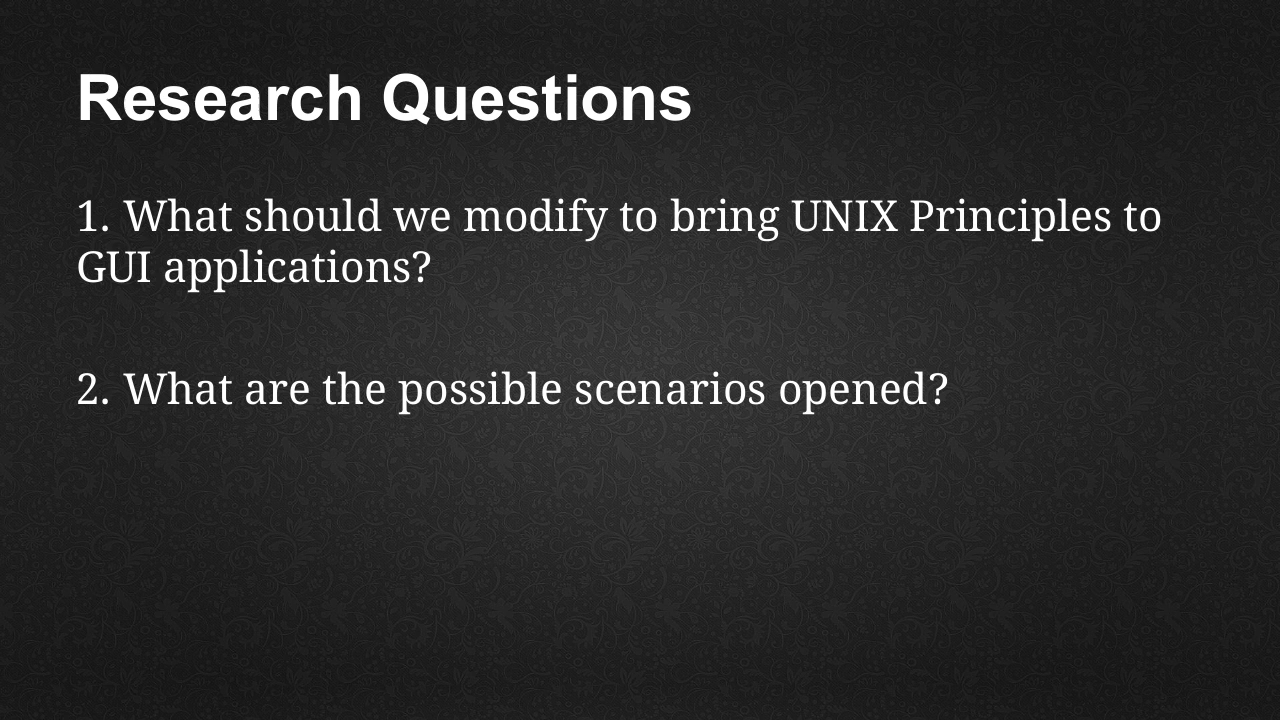 Research Questions
1. What should we modify to bring UNIX Principles to
GUI applications?
2. What are the possible scenarios opened?